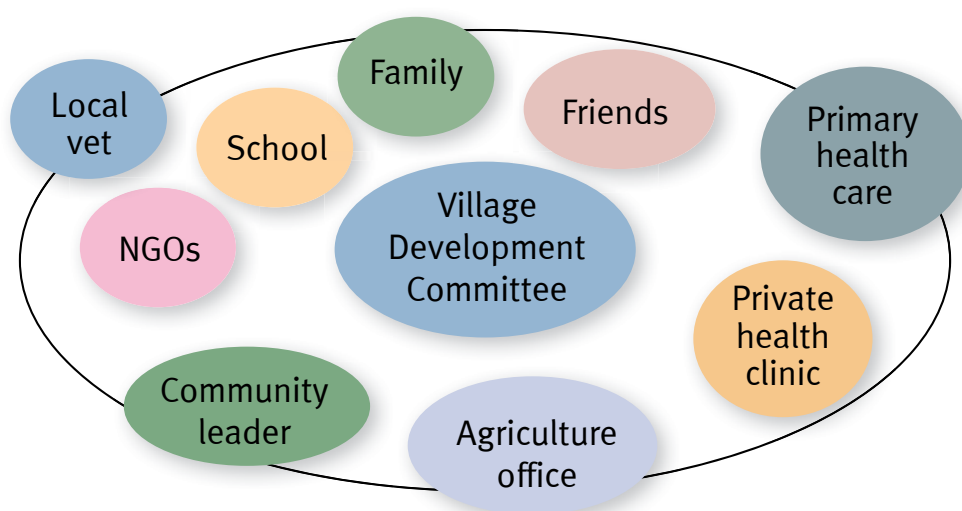 Family
Local
vet
School
Friends
Primary
health
care
NGOs
Village
Development
Committee
Private
health
clinic
Community
leader
Agriculture
office